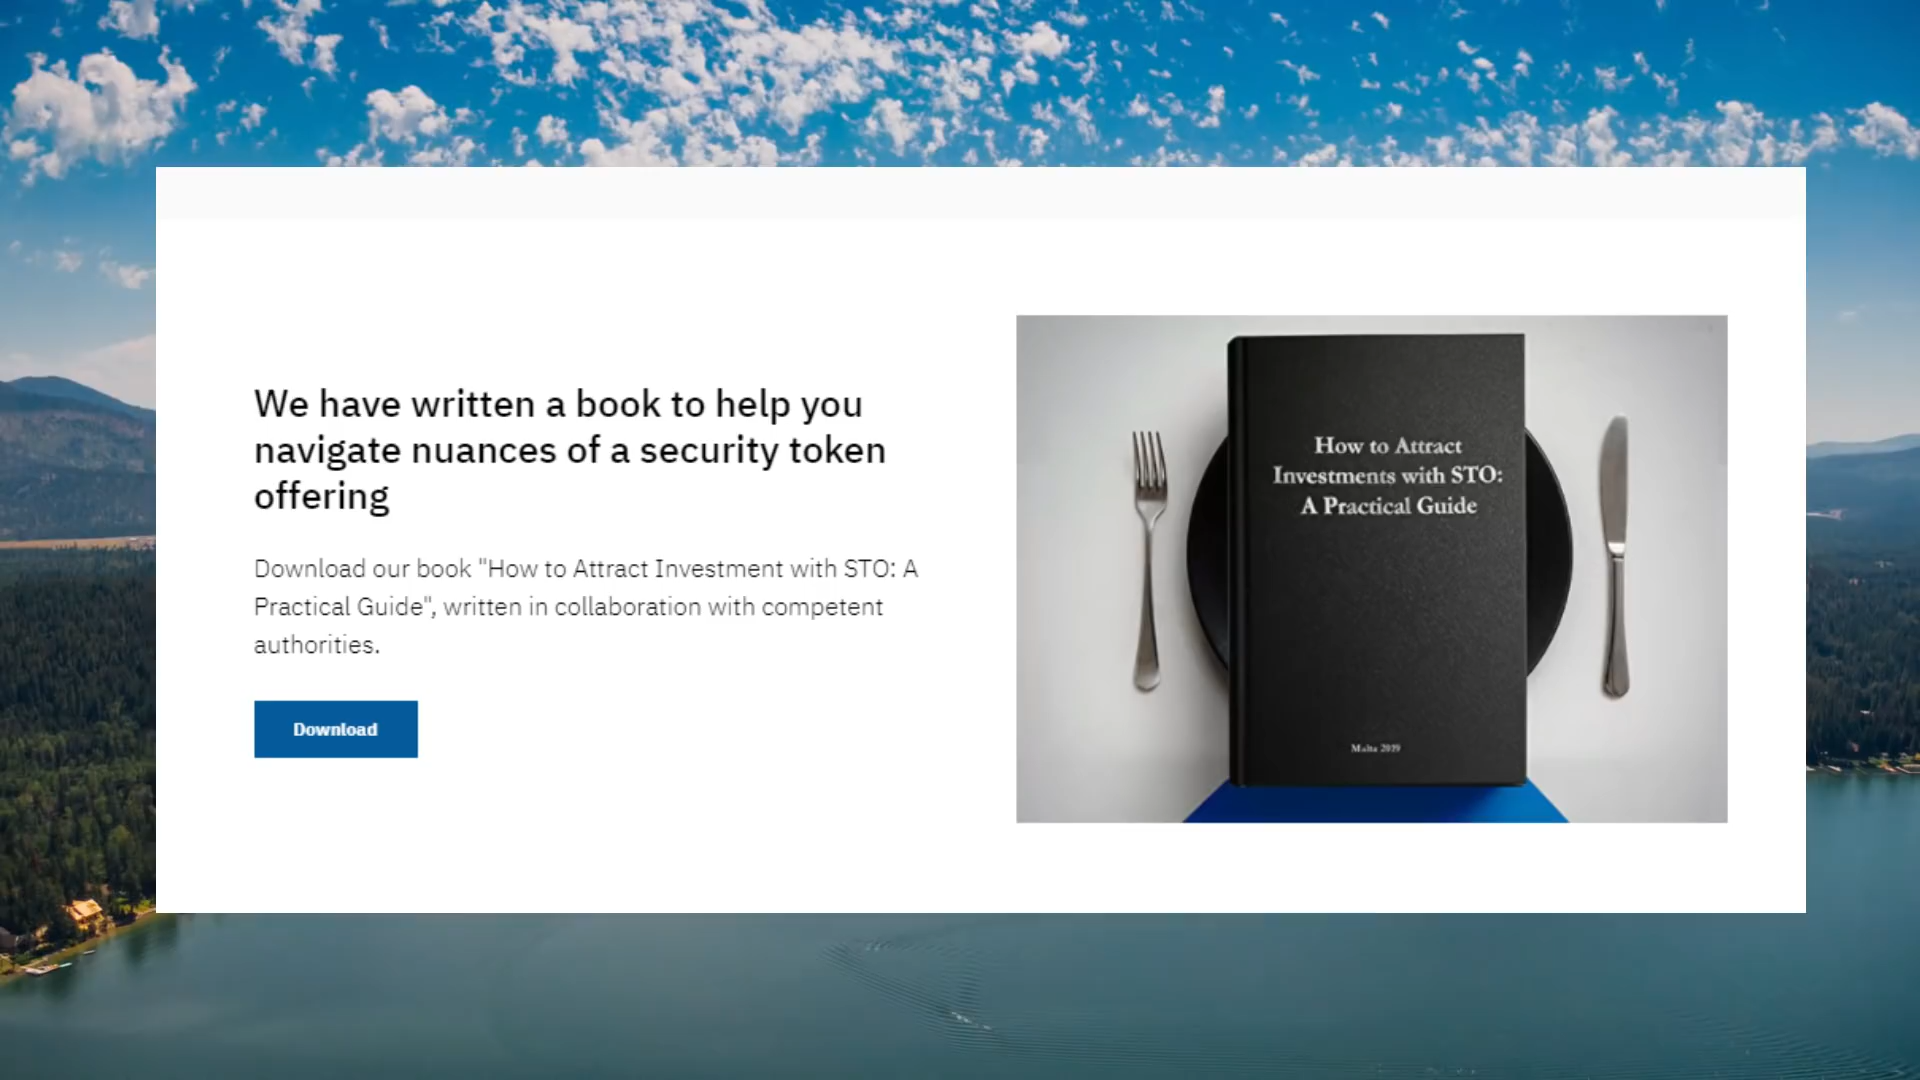 We have written a book to help you
navigate nuances of a security token
offering
Download our book "How to Attract Investment with STO: A
Practical Guide", written in collaboration with competent
authorities.
Download
How to Attract
Investments with STO:
A Practical Guide
Malta 2019